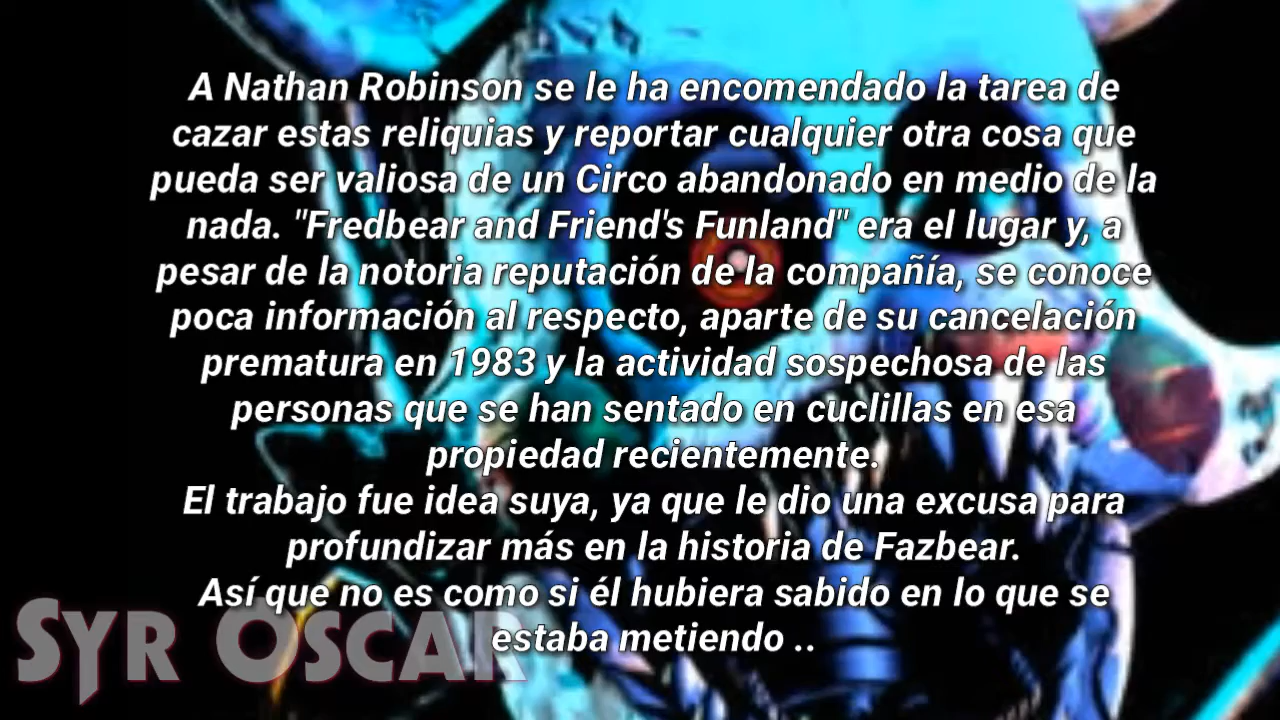 A Nathan Robinson se le ha encomendado la tarea de
cazar estas reliquias y reportar cualquier otra cosa que
pueda ser valiosa de un Circo abandonado en medio de la
nada. "Fredbear and Friend's Funland" era el lugar y, a
pesar de la notoria reputación de la compañía, se conoce
poca información al respecto, aparte de su cancelación
prematura en 1983 y la actividad sospechosa de las
personas que se han sentado en cuclillas en esa
propiedad recientemente.
El trabajo fue idea suya, ya que le dio una excusa para
profundizar más en la historia de Fazbear.
Así que no es como si él hubiera sabido en lo que se
estaba metiendo ..
SYR OSCAR